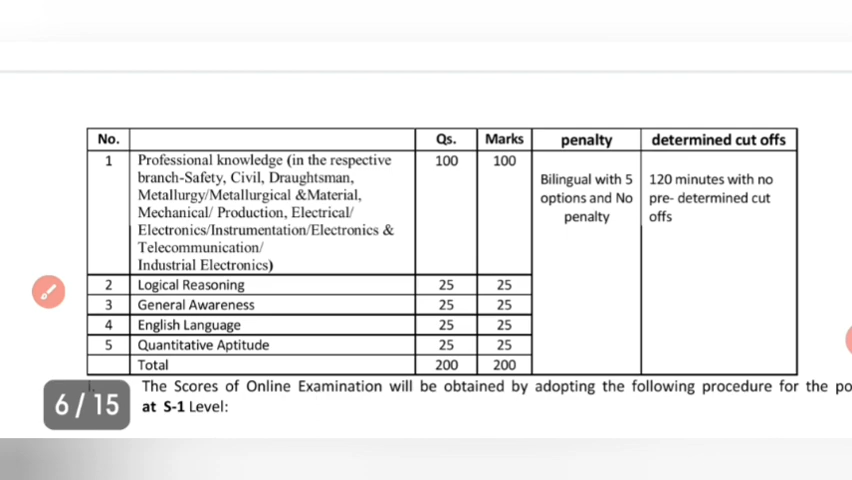 No. Qs. Marks penalty determined cut offs
1 Professional knowledge (in the respective 100 100
branch-Safety, Civil, Draughtsman, Bilingual with 5 120 minutes with no
Metallurgy/Metallurgical &Material, options and No pre- determined cut
Mechanical/ Production, Electrical/ penalty offs
Electronics/Instrumentation/Electronics &
Telecommunication/
Industrial Electronics)
2 Logical Reasoning 25 25
3 General Awareness 25 25
4 English Language 25 25
5 Quantitative Aptitude 25 25
Total 200 200
i. The Scores of Online Examination will be obtained by adopting the following procedure for the po
at S-1 Level:
6 / 15